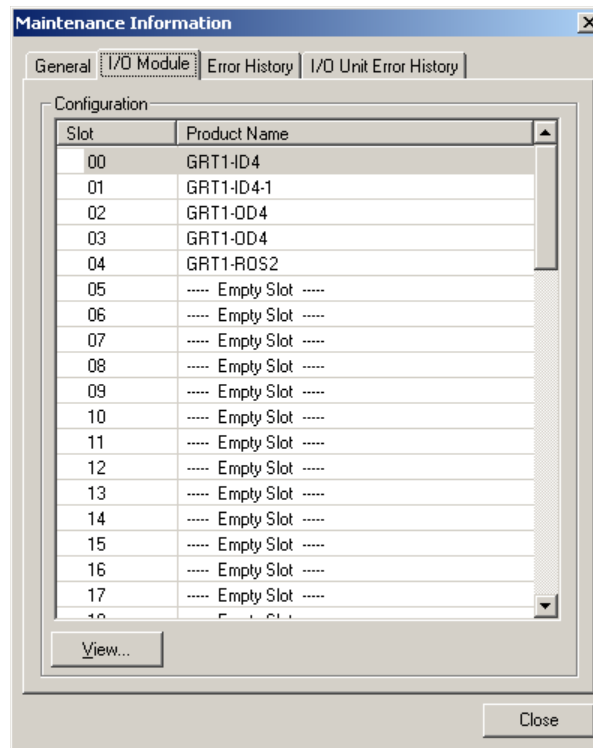 Maintenance Information
General I/O Module Error History I/O Unit Error History
Configuration
Slot Product Name
00 GRT1-ID4
01 GRT1-ID4-1
02 GRT1-OD4
03 GRT1-OD4
04 GRT1-ROS2
05 ----- Empty Slot -----
06 ----- Empty Slot -----
07 ----- Empty Slot -----
08 ----- Empty Slot -----
09 ----- Empty Slot -----
10 ----- Empty Slot -----
11 ----- Empty Slot -----
12 ----- Empty Slot -----
13 ----- Empty Slot -----
14 ----- Empty Slot -----
15 ----- Empty Slot -----
16 ----- Empty Slot -----
17 ----- Empty Slot -----
View...
Close